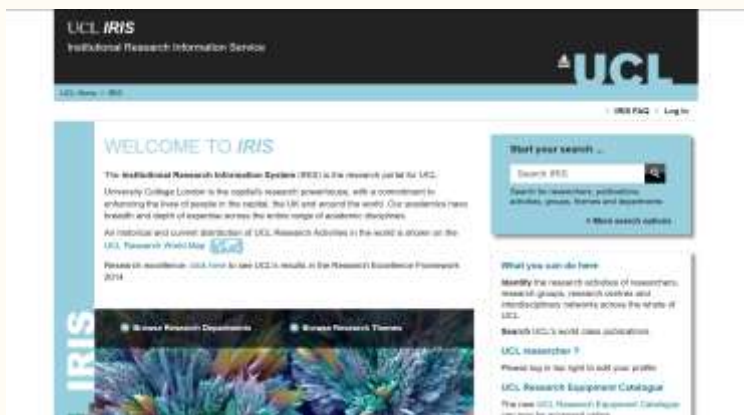 UCL IRIS
Institutional Research Information Service
UCL
UCL Home > IRIS
IRIS FAQ
Log in
WELCOME TO IRIS
The Institutional Research Information System (IRIS) is the research portal for UCL.
University College London is the capital's research powerhouse, with a commitment to
enhancing the lives of people in the capital, the UK and around the world. Our academics have
breadth and depth of expertise across the entire range of academic disciplines.
An historical and current distribution of UCL Research Activities in the world is shown on the
UCL Research World Map
Research excellence: click here to see UCL's results in the Research Excellence Framework
2014
IRIS
Browse Research Departments
Browse Research Themes
Start your search ...
Search IRIS
Search for researchers, publications,
activities, groups, themes and departments
> More search options
What you can do here
Identify the research activities of researchers,
research groups, research centres and
interdisciplinary networks across the whole of
UCL.
Search UCL's world class publications
UCL researcher ?
Please log in top right to edit your profile
UCL Research Equipment Catalogue
The new UCL Research Equipment Catalogue